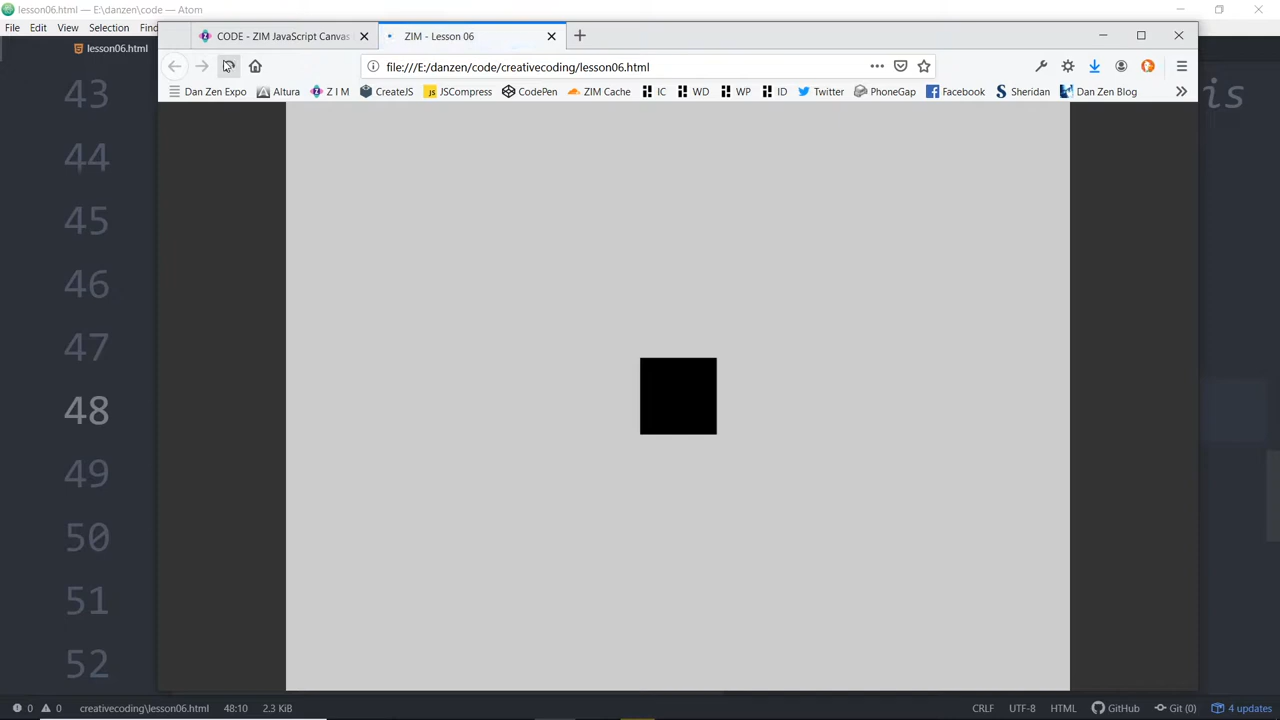 lesson06.html — E:\danzen\code — Atom
File Edit View Selection Find
lesson06.html
CODE - ZIM JavaScript Canvas
ZIM - Lesson 06
file:///E:/danzen/code/creativecoding/lesson06.html
Dan Zen Expo Altura Z I M CreateJS JSCompress CodePen ZIM Cache IC WD WP ID Twitter PhoneGap Facebook Sheridan Dan Zen Blog
43
is
44
45
46
47
48
49
50
51
52
0 0 creativecoding\lesson06.html 48:10 2.3 KiB CRLF UTF-8 HTML GitHub Git (0) 4 updates